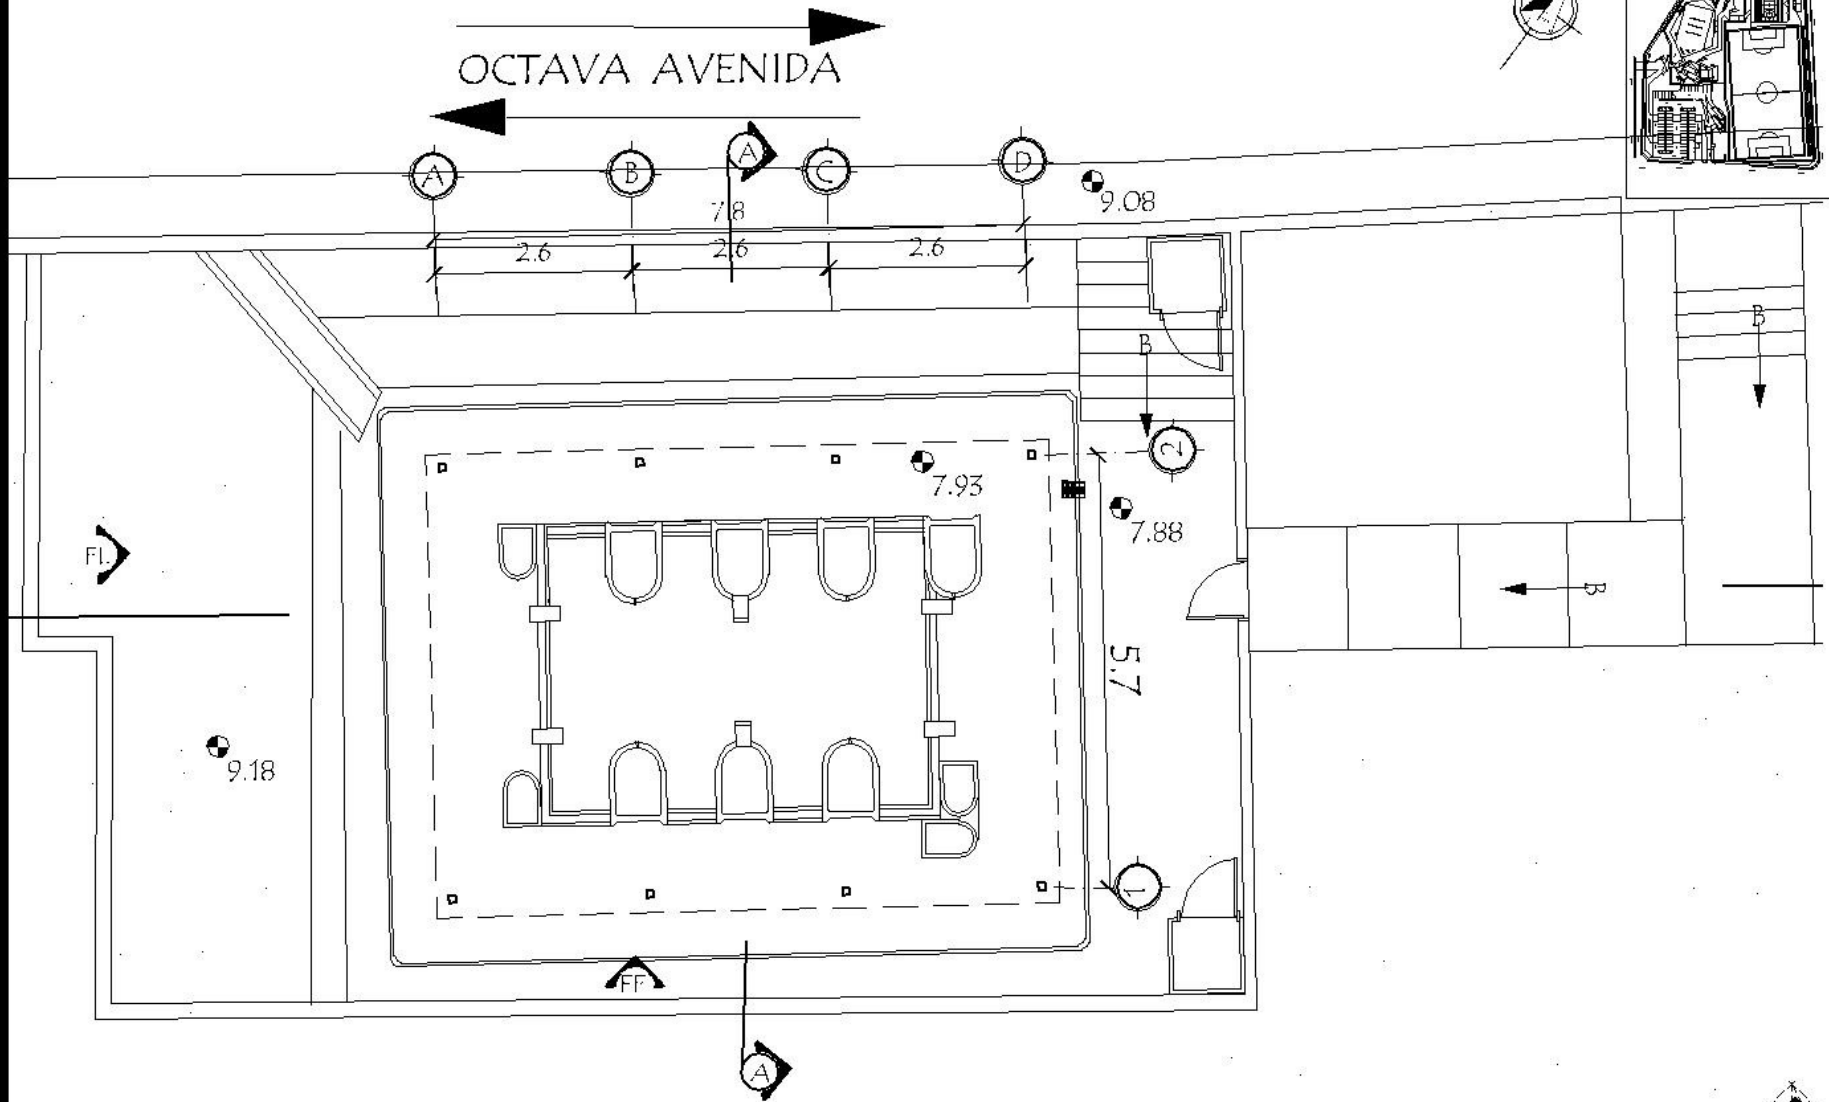 OCTAVA AVENIDA
A B A C D
9.08
7.8
2.6 2.6 2.6
B
B
2
7.93
7.88
FL.
B
5.7
9.18
1
FF
A